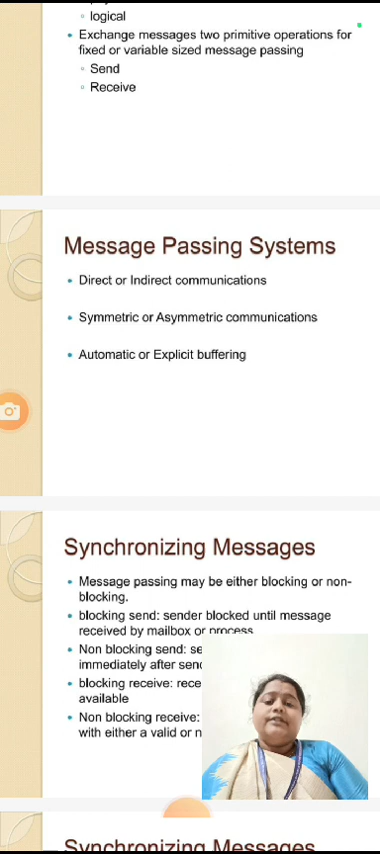 logical
Exchange messages two primitive operations for
fixed or variable sized message passing
Send
Receive
Message Passing Systems
Direct or Indirect communications
Symmetric or Asymmetric communications
Automatic or Explicit buffering
Synchronizing Messages
Message passing may be either blocking or non-
blocking.
blocking send: sender blocked until message
received by mailbox or process
Non blocking send:
immediately after
blocking receive:
available
Non blocking receive:
with either a valid or
Synchronizing Messages